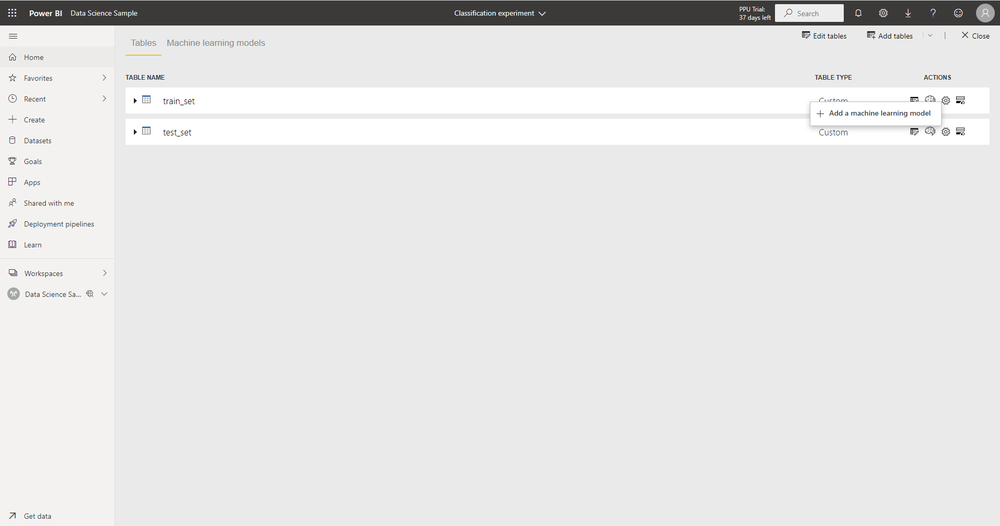 Power BI Data Science Sample
Classification experiment
PPU Trial:
37 days left
Search
Home
Favorites
Recent
Create
Datasets
Goals
Apps
Shared with me
Deployment pipelines
Learn
Workspaces
Data Science Sa...
Get data
Tables Machine learning models
Edit tables Add tables Close
TABLE NAME TABLE TYPE ACTIONS
train_set Custom
Add a machine learning model
test_set Custom